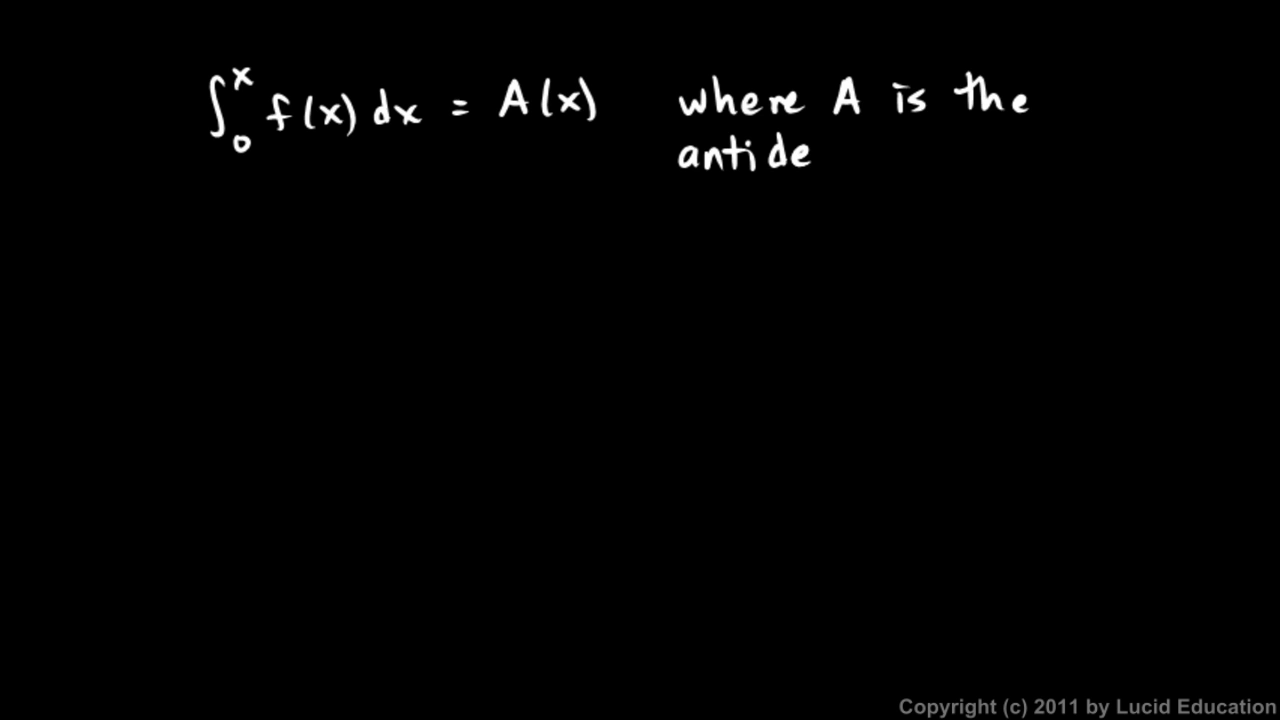 ∫₀ˣ f(x) dx = A(x) where A is the
antide
Copyright (c) 2011 by Lucid Education